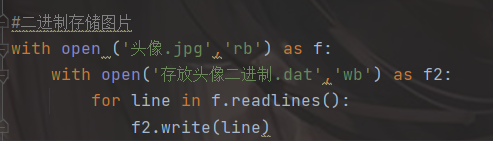 #二进制存储图片
with open ('头像.jpg','rb') as f:
    with open('存放头像二进制.dat','wb') as f2:
        for line in f.readlines():
            f2.write(line)